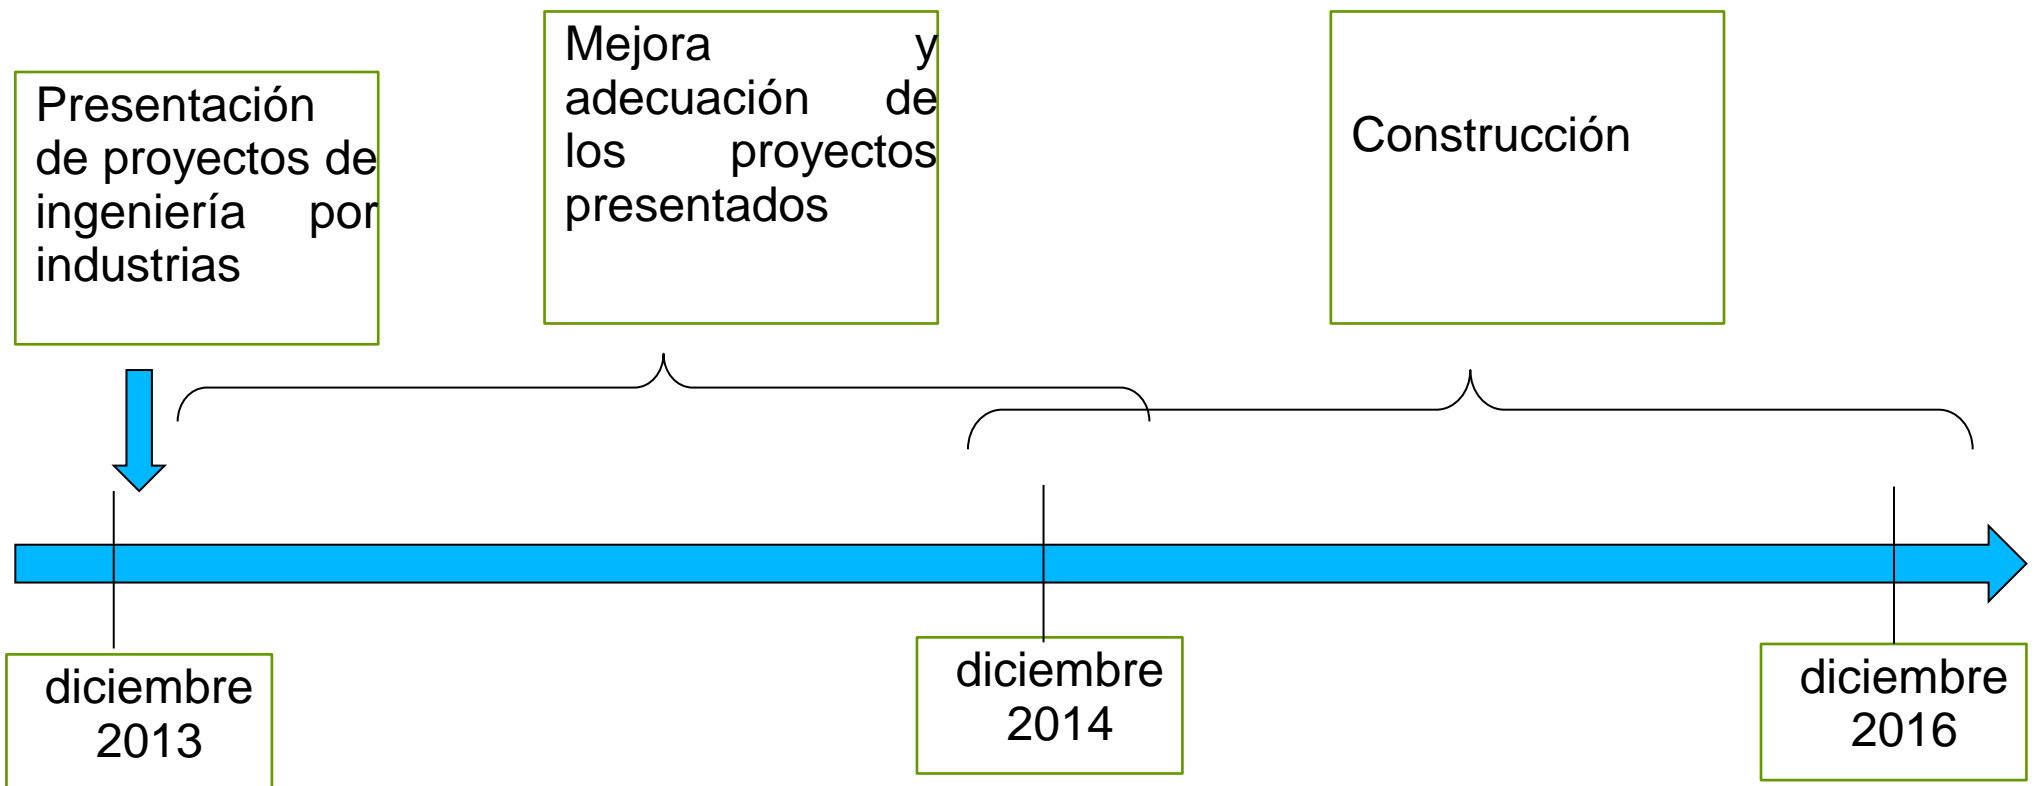 Presentación
de proyectos de
ingeniería por
industrias
Mejora y
adecuación de
los proyectos
presentados
Construcción
diciembre
2013
diciembre
2014
diciembre
2016